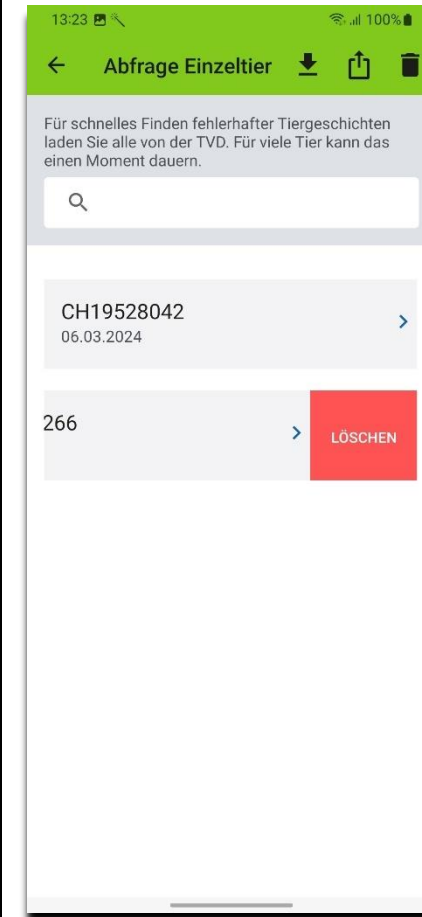 13:23 100%
Abfrage Einzeltier
Für schnelles Finden fehlerhafter Tiergeschichten
laden Sie alle von der TVD. Für viele Tier kann das
einen Moment dauern.
CH19528042
06.03.2024
266
LÖSCHEN